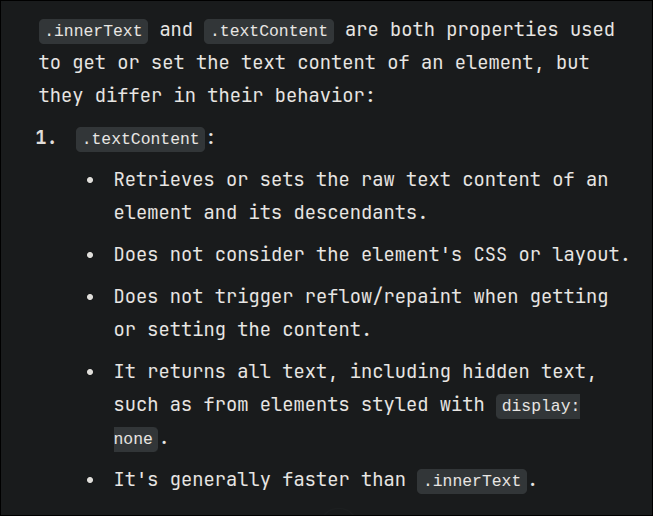 .innerText and .textContent are both properties used
to get or set the text content of an element, but
they differ in their behavior:
1. .textContent:
• Retrieves or sets the raw text content of an
element and its descendants.
• Does not consider the element's CSS or layout.
• Does not trigger reflow/repaint when getting
or setting the content.
• It returns all text, including hidden text,
such as from elements styled with display:
none.
• It's generally faster than .innerText.